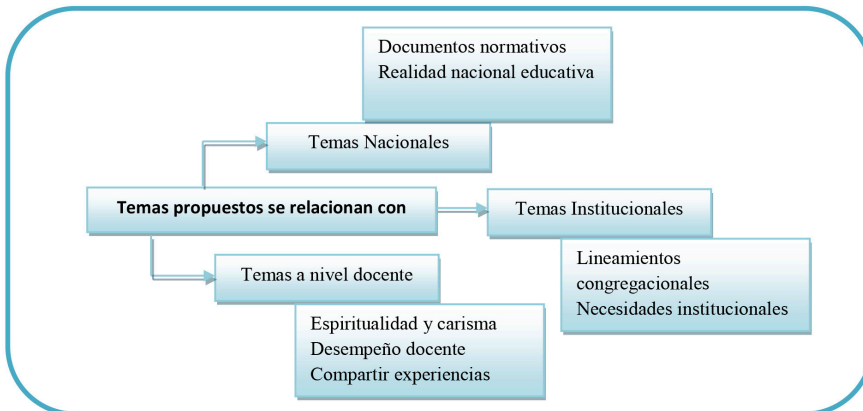 Documentos normativos
Realidad nacional educativa
Temas Nacionales
Temas propuestos se relacionan con
Temas Institucionales
Lineamientos
congregacionales
Necesidades institucionales
Temas a nivel docente
Espiritualidad y carisma
Desempeño docente
Compartir experiencias